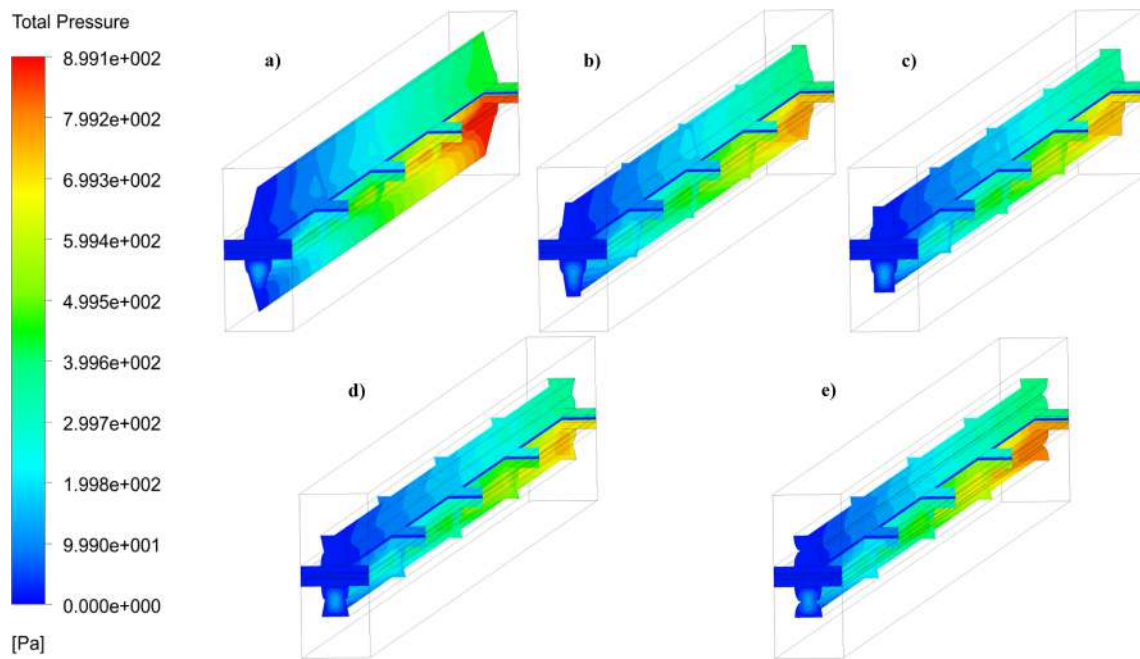 Total Pressure
8.991e+002
7.992e+002
6.993e+002
5.994e+002
4.995e+002
3.996e+002
2.997e+002
1.998e+002
9.990e+001
0.000e+000
[Pa]
a)
b)
c)
d)
e)